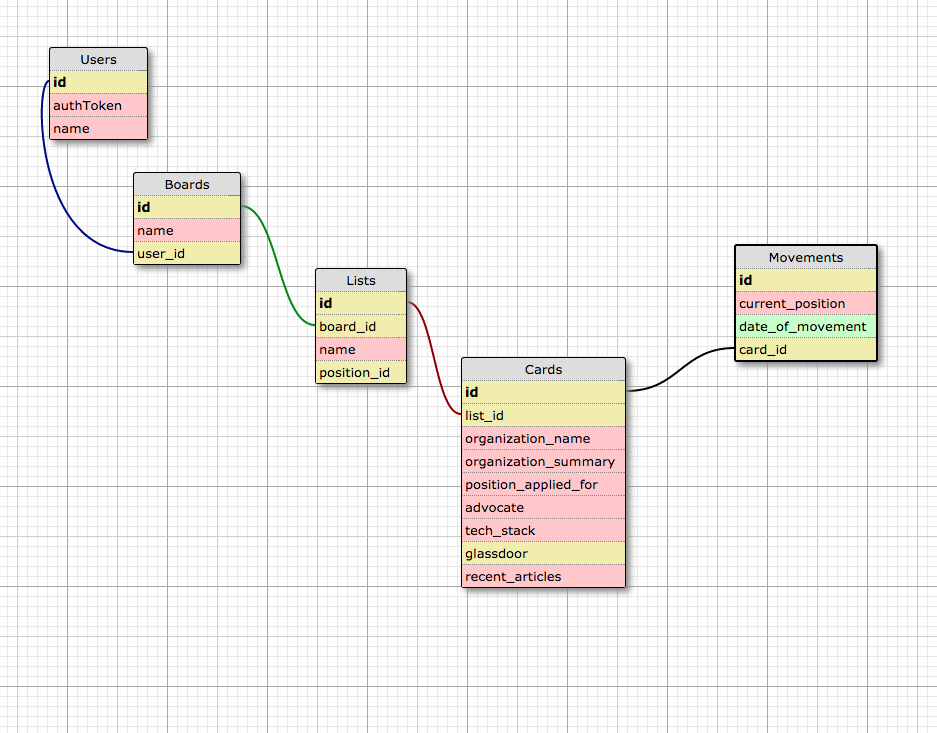 Users
id
authToken
name
Boards
id
name
user_id
Lists
id
board_id
name
position_id
Cards
id
list_id
organization_name
organization_summary
position_applied_for
advocate
tech_stack
glassdoor
recent_articles
Movements
id
current_position
date_of_movement
card_id